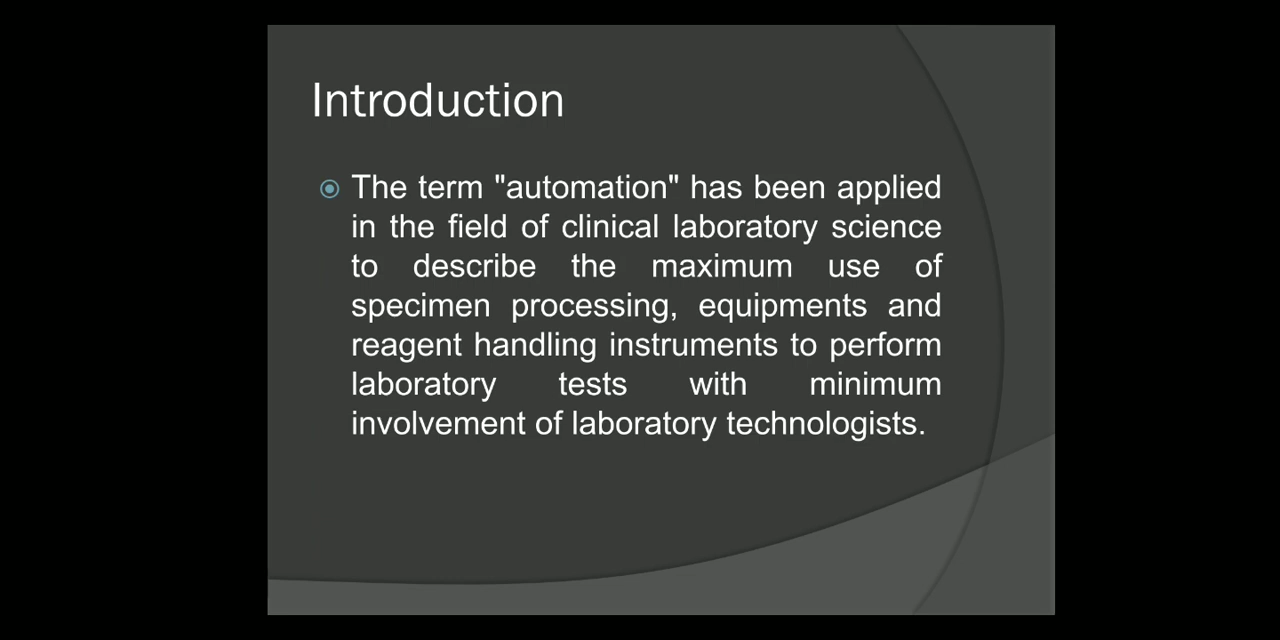 Introduction
The term "automation" has been applied
in the field of clinical laboratory science
to describe the maximum use of
specimen processing, equipments and
reagent handling instruments to perform
laboratory tests with minimum
involvement of laboratory technologists.